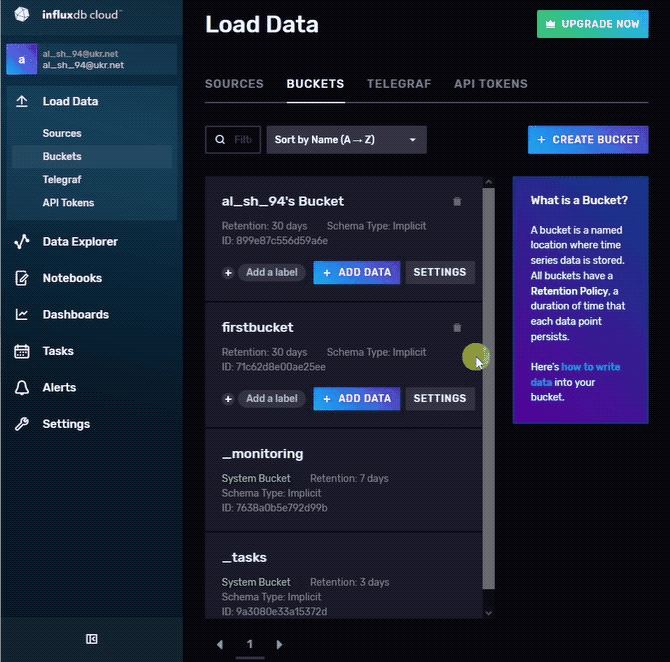 influxdb cloud™
a
al_sh_94@ukr.net
al_sh_94@ukr.net
Load Data
Sources
Buckets
Telegraf
API Tokens
Data Explorer
Notebooks
Dashboards
Tasks
Alerts
Settings
Load Data
UPGRADE NOW
SOURCES BUCKETS TELEGRAF API TOKENS
Filt Sort by Name (A → Z)
+ CREATE BUCKET
al_sh_94's Bucket
Retention: 30 days Schema Type: Implicit
ID: 899e87c556d59a6e
+ Add a label + ADD DATA SETTINGS
firstbucket
Retention: 30 days Schema Type: Implicit
ID: 71c62d8e00ae25ee
+ Add a label + ADD DATA SETTINGS
_monitoring
System Bucket Retention: 7 days
Schema Type: Implicit
ID: 7638a0b5e792d99b
_tasks
System Bucket Retention: 3 days
Schema Type: Implicit
ID: 9a3080e33a15372d
1
What is a Bucket?
A bucket is a named
location where time
series data is stored.
All buckets have a
Retention Policy, a
duration of time that
each data point
persists.
Here's how to write
data into your
bucket.